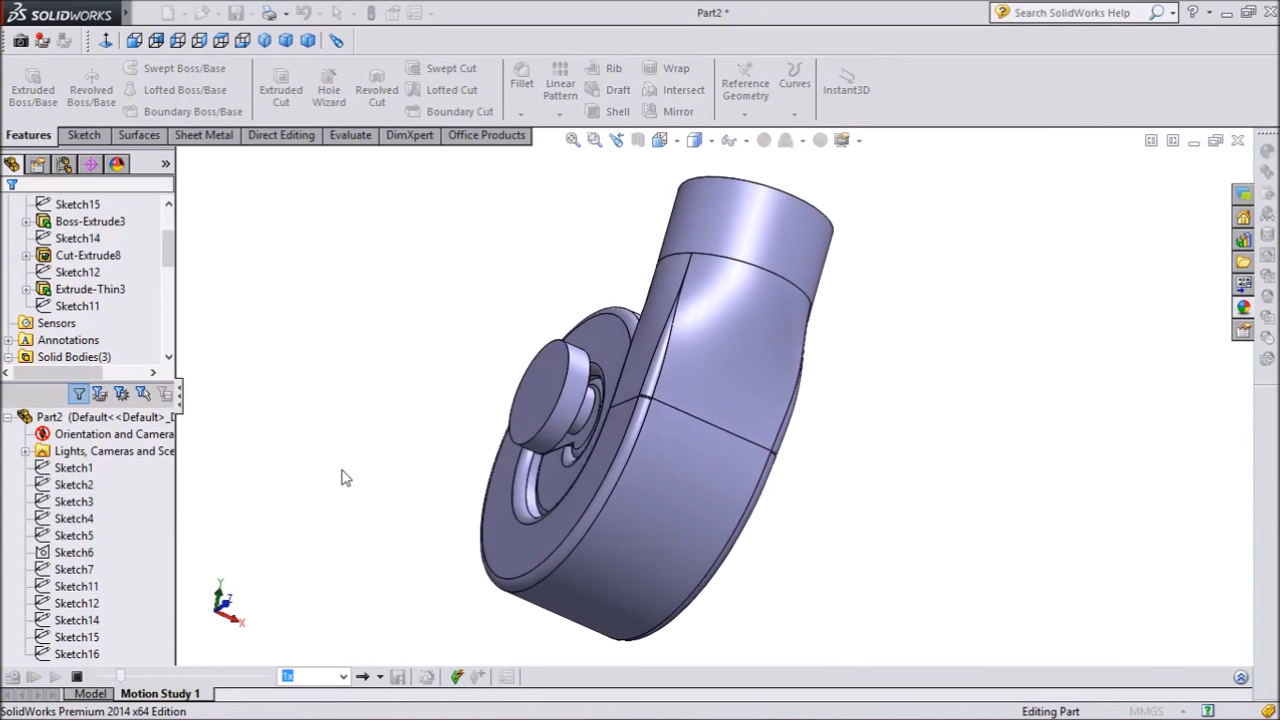 SOLIDWORKS
Part2 *
Search SolidWorks Help
Extruded Boss/Base
Revolved Boss/Base
Swept Boss/Base
Lofted Boss/Base
Boundary Boss/Base
Extruded Cut
Hole Wizard
Revolved Cut
Swept Cut
Lofted Cut
Boundary Cut
Fillet
Linear Pattern
Rib
Draft
Shell
Wrap
Intersect
Mirror
Reference Geometry
Curves
Instant3D
Features Sketch Surfaces Sheet Metal Direct Editing Evaluate DimXpert Office Products
Sketch15
Boss-Extrude3
Sketch14
Cut-Extrude8
Sketch12
Extrude-Thin3
Sketch11
Sensors
Annotations
Solid Bodies(3)
Part2 (Default<<Default>_D
Orientation and Camera
Lights, Cameras and Sce
Sketch1
Sketch2
Sketch3
Sketch4
Sketch5
Sketch6
Sketch7
Sketch11
Sketch12
Sketch14
Sketch15
Sketch16
Y
Z
X
1x
Model Motion Study 1
SolidWorks Premium 2014 x64 Edition Editing Part MMGS